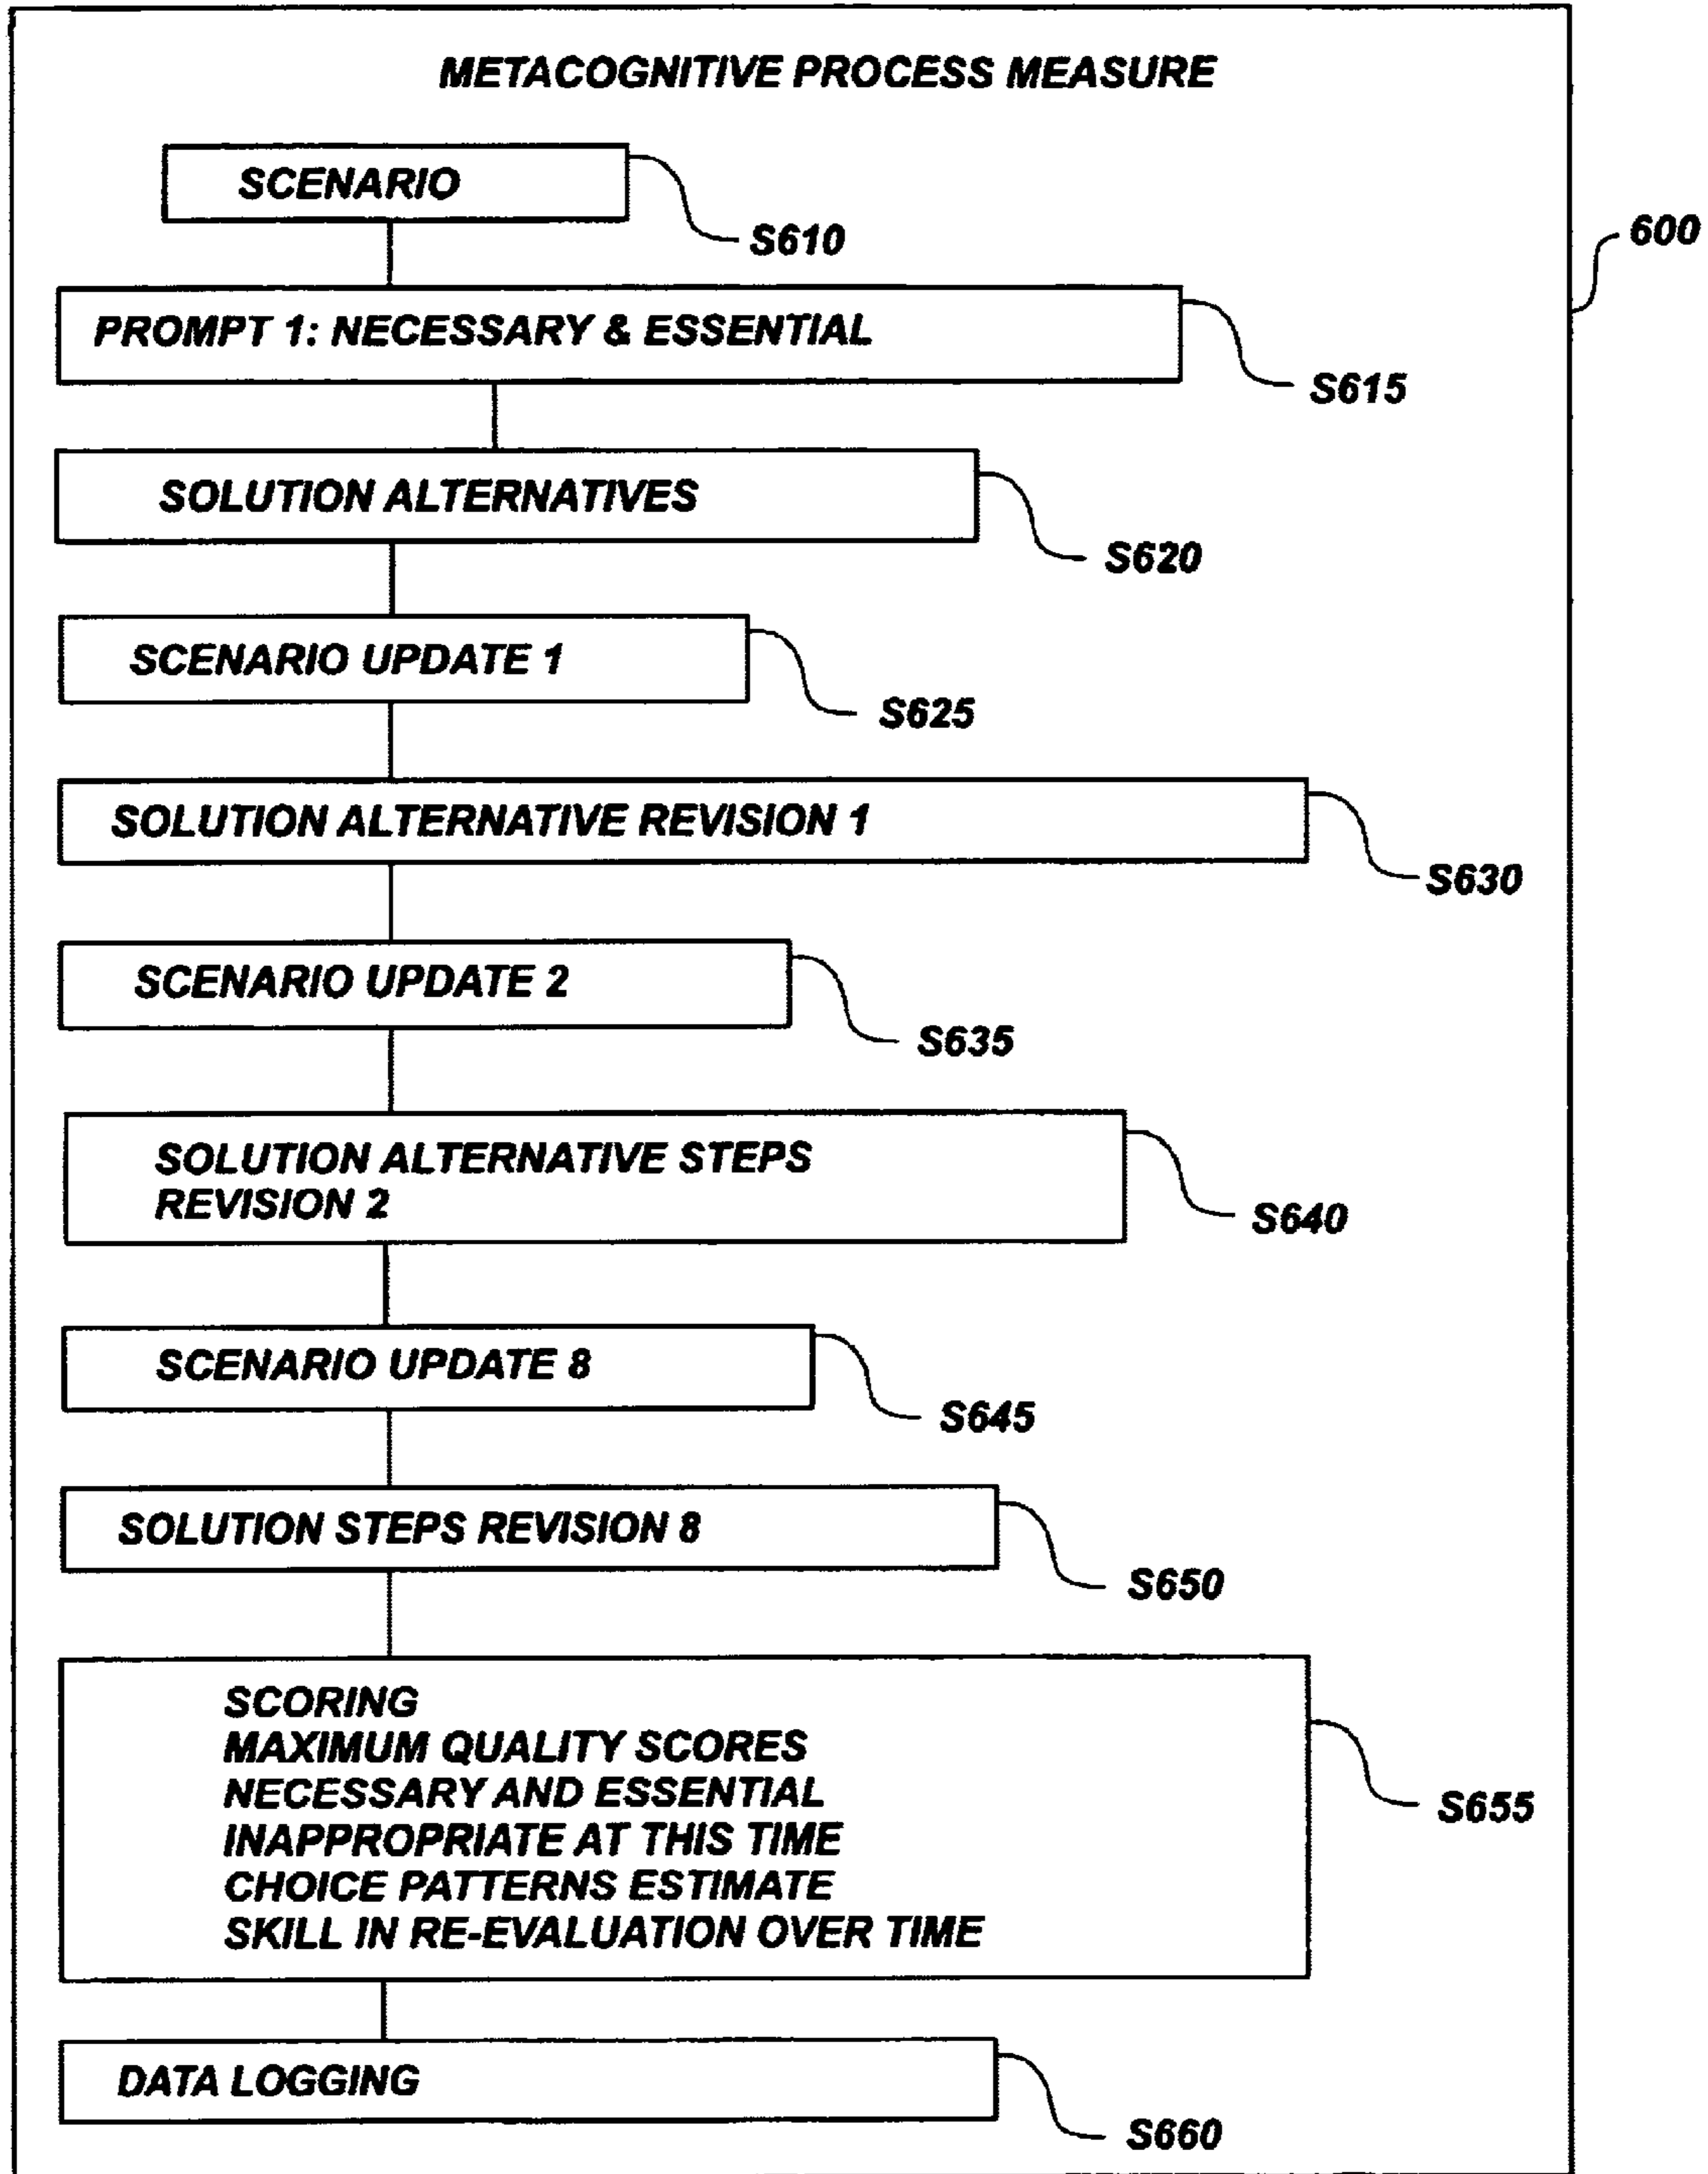 METACOGNITIVE PROCESS MEASURE
SCENARIO
S610
600
PROMPT 1: NECESSARY & ESSENTIAL
S615
SOLUTION ALTERNATIVES
S620
SCENARIO UPDATE 1
S625
SOLUTION ALTERNATIVE REVISION 1
S630
SCENARIO UPDATE 2
S635
SOLUTION ALTERNATIVE STEPS
REVISION 2
S640
SCENARIO UPDATE 8
S645
SOLUTION STEPS REVISION 8
S650
SCORING
MAXIMUM QUALITY SCORES
NECESSARY AND ESSENTIAL
INAPPROPRIATE AT THIS TIME
CHOICE PATTERNS ESTIMATE
SKILL IN RE-EVALUATION OVER TIME
S655
DATA LOGGING
S660